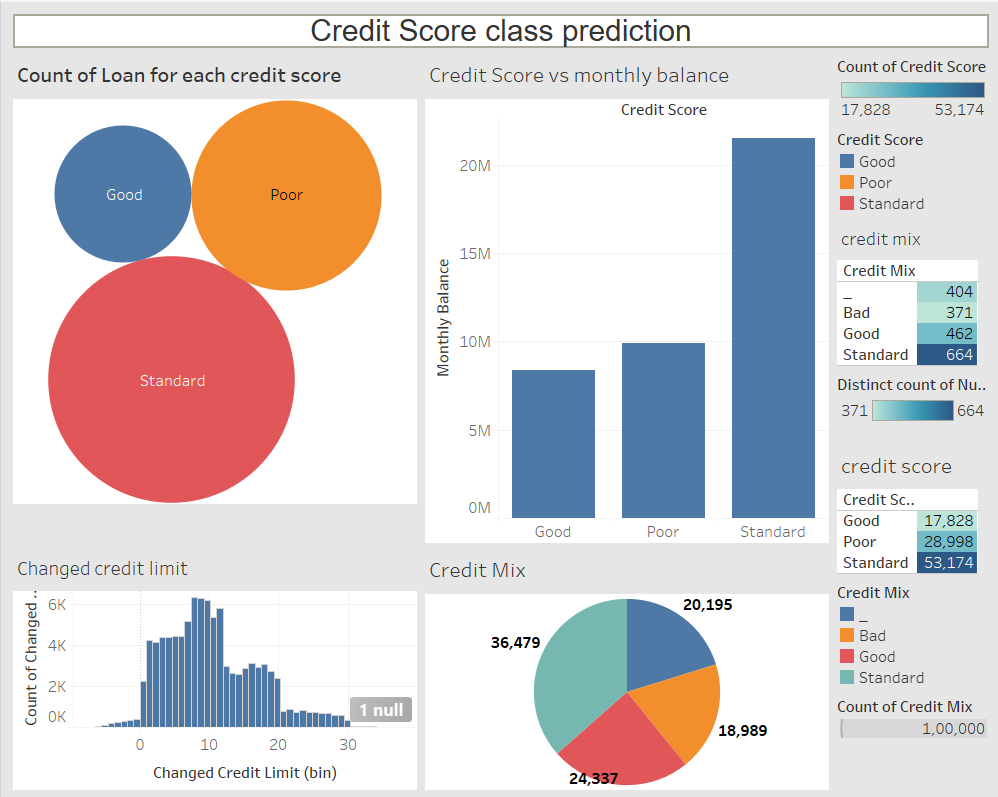 Credit Score class prediction
Count of Loan for each credit score
Good
Poor
Standard
Credit Score vs monthly balance
Credit Score
Monthly Balance
20M
15M
10M
5M
0M
Good
Poor
Standard
Count of Credit Score
17,828 53,174
Credit Score
Good
Poor
Standard
credit mix
Credit Mix
_ 404
Bad 371
Good 462
Standard 664
Distinct count of Nu..
371 664
credit score
Credit Sc..
Good 17,828
Poor 28,998
Standard 53,174
Credit Mix
_
Bad
Good
Standard
Count of Credit Mix
1,00,000
Changed credit limit
Count of Changed ..
6K
4K
2K
0K
1 null
0 10 20 30
Changed Credit Limit (bin)
Credit Mix
20,195
36,479
18,989
24,337